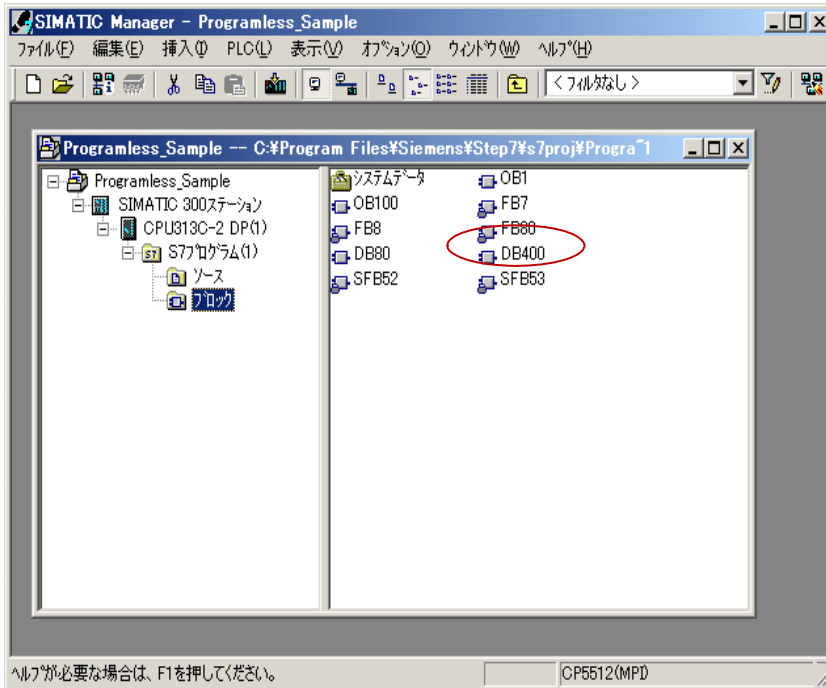 SIMATIC Manager - Programless_Sample
ファイル(F) 編集(E) 挿入(I) PLC(L) 表示(V) オプション(O) ウィンドウ(W) ヘルプ(H)
<フィルタなし>
Programless_Sample -- C:¥Program Files¥Siemens¥Step7¥s7proj¥Progra~1
Programless_Sample
SIMATIC 300ステーション
CPU313C-2 DP(1)
S7プログラム(1)
ソース
ブロック
システムデータ OB1
OB100 FB7
FB8 FB80
DB80 DB400
SFB52 SFB53
ヘルプが必要な場合は、F1を押してください。 CP5512(MPI)